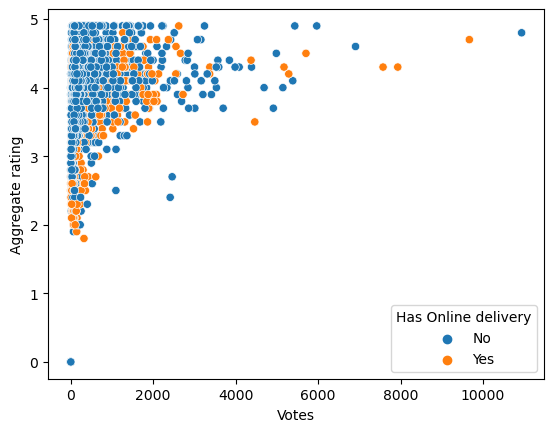 5
4
3
2
1
0
Aggregate rating
0
2000
4000
6000
8000
10000
Votes
Has Online delivery
No
Yes